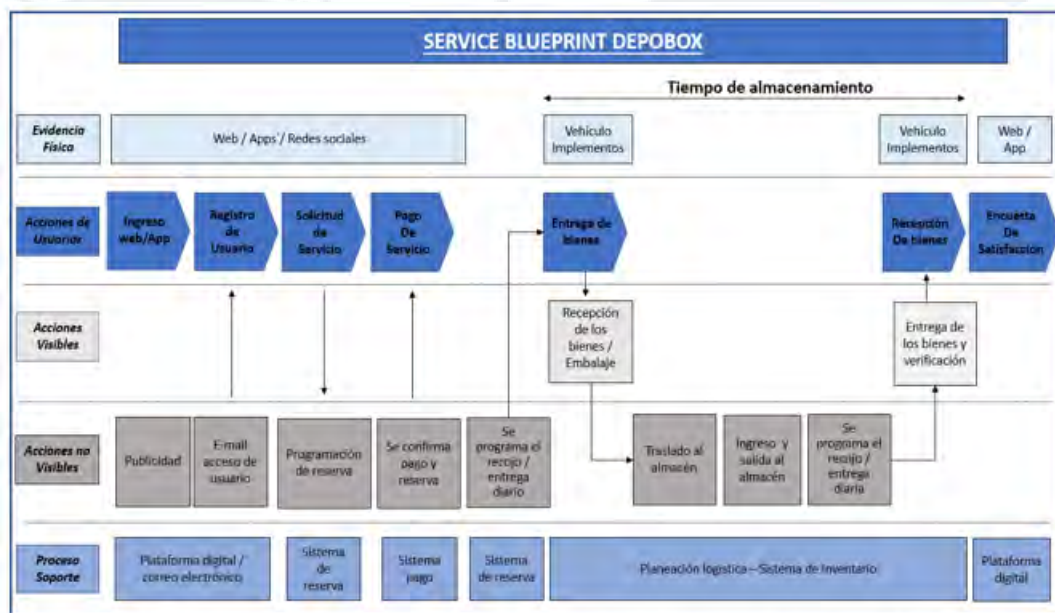 SERVICE BLUEPRINT DEPOBOX
Tiempo de almacenamiento
Evidencia
Física
Web / Apps / Redes sociales
Vehículo
Implementos
Vehículo
Implementos
Web /
App
Acciones de
Usuarios
Ingreso
web/App
Registro
de
Usuario
Solicitud
de
Servicio
Pago
De
Servicio
Entrega de
bienes
Recepción
De bienes
Encuesta
De
Satisfacción
Acciones
Visibles
Recepción
de los
bienes /
Embalaje
Entrega de
los bienes y
verificación
Acciones no
Visibles
Publicidad
E-mail
acceso de
usuario
Programación
de reserva
Se confirma
pago y
reserva
Se
programa el
recojo /
entrega
diario
Traslado al
almacén
Ingreso y
salida al
almacén
Se
programa el
recojo /
entrega
diaria
Proceso
Soporte
Plataforma digital /
correo electrónico
Sistema
de
reserva
Sistema
pago
Sistema
de reserva
Planeación logística – Sistema de Inventario
Plataforma
digital